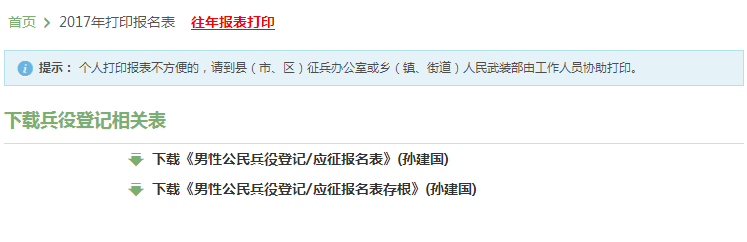 首页 > 2017年打印报名表 往年报表打印
提示： 个人打印报表不方便的，请到县（市、区）征兵办公室或乡（镇、街道）人民武装部由工作人员协助打印。
下载兵役登记相关表
下载《男性公民兵役登记/应征报名表》(孙建国)
下载《男性公民兵役登记/应征报名表存根》(孙建国)